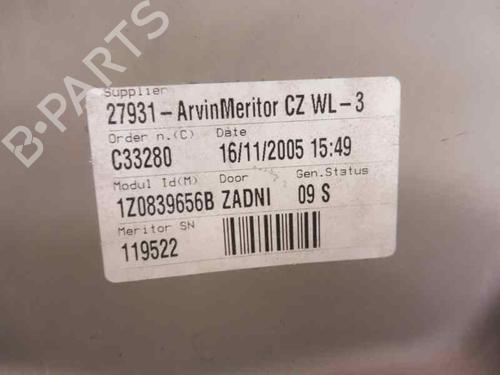 B-PARTS
Supplier
27931-ArvinMeritor CZ WL-3
Order n.(C) Date
C33280 16/11/2005 15:49
Modul Id(M) Door Gen.Status
1Z0839656B ZADNI 09 S
Meritor SN
119522